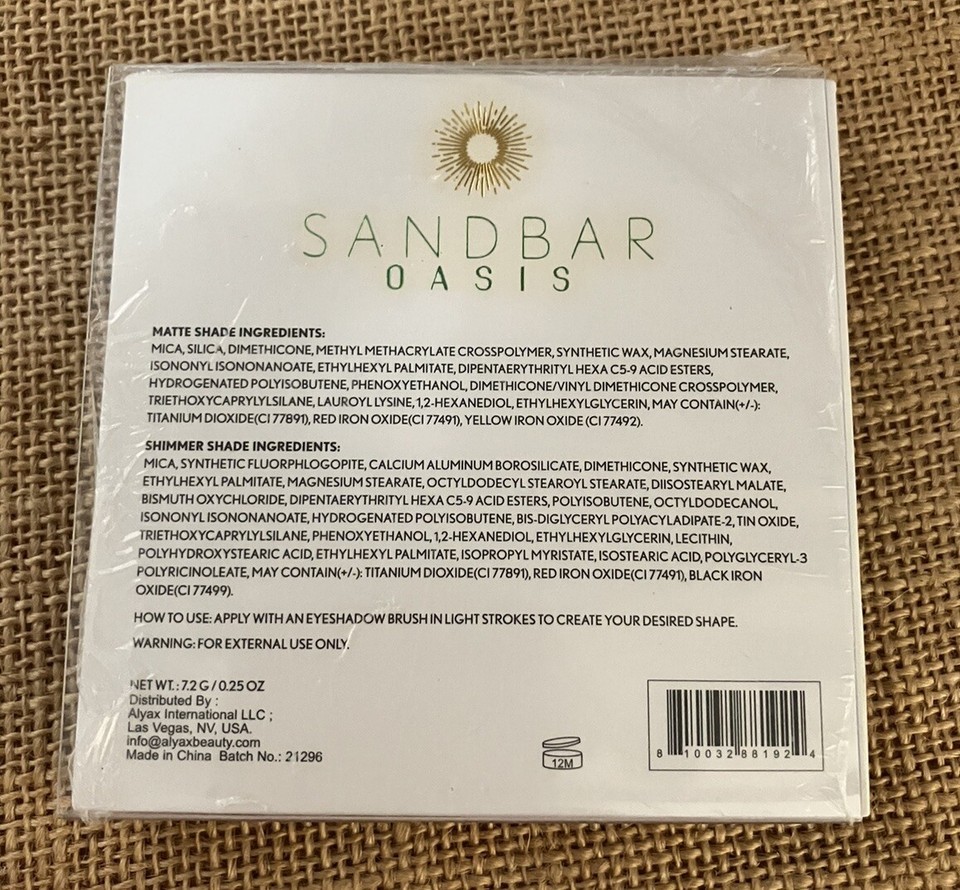 SANDBAR
OASIS
MATTE SHADE INGREDIENTS:
MICA, SILICA, DIMETHICONE, METHYL METHACRYLATE CROSSPOLYMER, SYNTHETIC WAX, MAGNESIUM STEARATE,
ISONONYL ISONONANOATE, ETHYLHEXYL PALMITATE, DIPENTAERYTHRITYL HEXA C5-9 ACID ESTERS,
HYDROGENATED POLYISOBUTENE, PHENOXYETHANOL, DIMETHICONE/VINYL DIMETHICONE CROSSPOLYMER,
TRIETHOXYCAPRYLYLSILANE, LAUROYL LYSINE, 1,2-HEXANEDIOL, ETHYLHEXYLGLYCERIN, MAY CONTAIN(+/-):
TITANIUM DIOXIDE(CI 77891), RED IRON OXIDE(CI 77491), YELLOW IRON OXIDE (CI 77492).
SHIMMER SHADE INGREDIENTS:
MICA, SYNTHETIC FLUORPHLOGOPITE, CALCIUM ALUMINUM BOROSILICATE, DIMETHICONE, SYNTHETIC WAX,
ETHYLHEXYL PALMITATE, MAGNESIUM STEARATE, OCTYLDODECYL STEAROYL STEARATE, DIISOSTEARYL MALATE,
BISMUTH OXYCHLORIDE, DIPENTAERYTHRITYL HEXA C5-9 ACID ESTERS, POLYISOBUTENE, OCTYLDODECANOL,
ISONONYL ISONONANOATE, HYDROGENATED POLYISOBUTENE, BIS-DIGLYCERYL POLYACYLADIPATE-2, TIN OXIDE,
TRIETHOXYCAPRYLYLSILANE, PHENOXYETHANOL, 1,2-HEXANEDIOL, ETHYLHEXYLGLYCERIN, LECITHIN,
POLYHYDROXYSTEARIC ACID, ETHYLHEXYL PALMITATE, ISOPROPYL MYRISTATE, ISOSTEARIC ACID, POLYGLYCERYL-3
POLYRICINOLEATE, MAY CONTAIN(+/-): TITANIUM DIOXIDE(CI 77891), RED IRON OXIDE(CI 77491), BLACK IRON
OXIDE(CI 77499).
HOW TO USE: APPLY WITH AN EYESHADOW BRUSH IN LIGHT STROKES TO CREATE YOUR DESIRED SHAPE.
WARNING: FOR EXTERNAL USE ONLY.
NET WT.: 7.2 G / 0.25 OZ
Distributed By :
Alyax International LLC ;
Las Vegas, NV, USA.
info@alyaxbeauty.com
Made in China Batch No.: 21296
12M
8 10032 88192 4